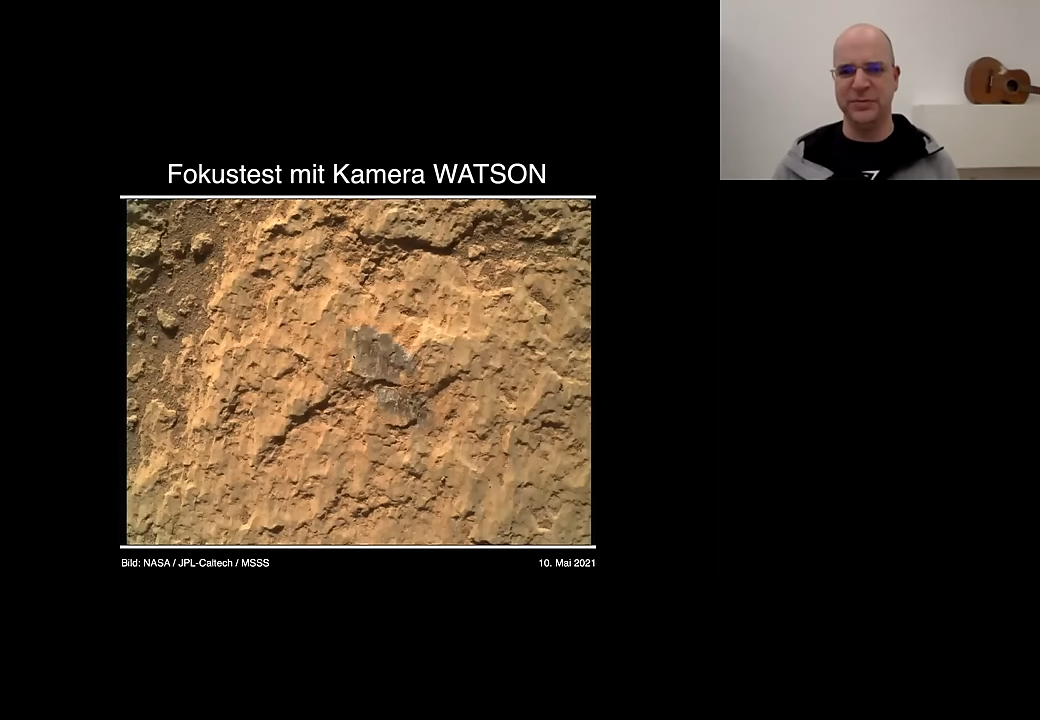 Fokustest mit Kamera WATSON
Bild: NASA / JPL-Caltech / MSSS
10. Mai 2021